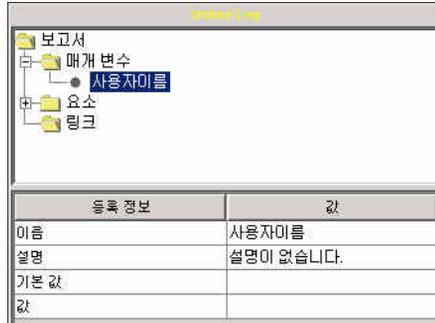 보고서
매개 변수
사용자이름
요소
링크
등록 정보 값
이름 사용자이름
설명 설명이 없습니다.
기본 값
값